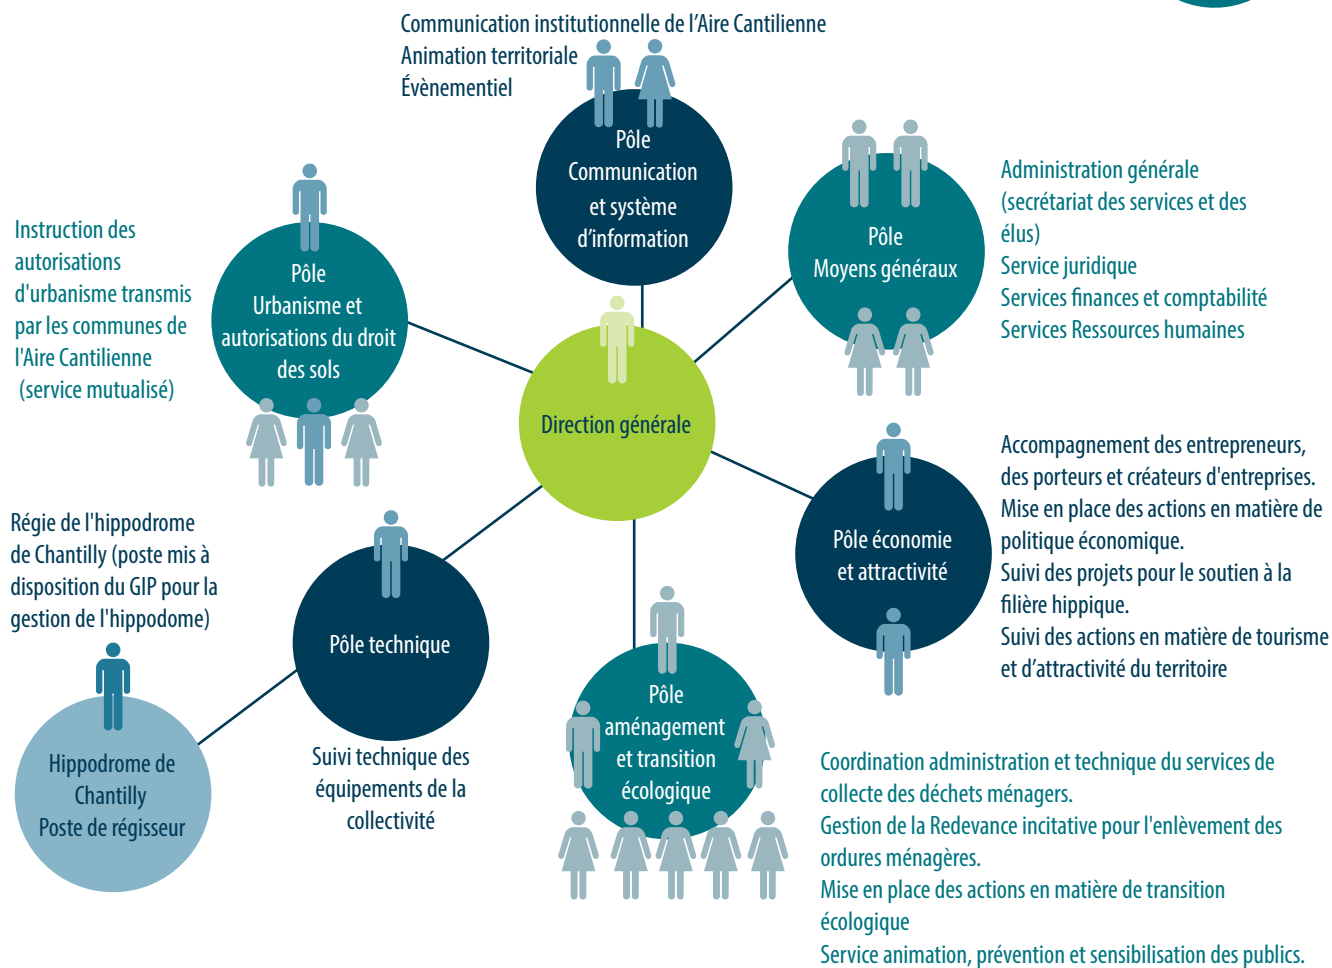 Communication institutionnelle de l’Aire Cantilienne
Animation territoriale
Évènementiel
Pôle
Communication
et système
d’information
Pôle
Moyens généraux
Administration générale
(secrétariat des services et des
élus)
Service juridique
Services finances et comptabilité
Services Ressources humaines
Instruction des
autorisations
d'urbanisme transmis
par les communes de
l'Aire Cantilienne
(service mutualisé)
Pôle
Urbanisme et
autorisations du droit
des sols
Direction générale
Accompagnement des entrepreneurs,
des porteurs et créateurs d'entreprises.
Mise en place des actions en matière de
politique économique.
Suivi des projets pour le soutien à la
filière hippique.
Suivi des actions en matière de tourisme
et d’attractivité du territoire
Pôle économie
et attractivité
Régie de l'hippodrome
de Chantilly (poste mis à
disposition du GIP pour la
gestion de l'hippodome)
Pôle technique
Suivi technique des
équipements de la
collectivité
Hippodrome de
Chantilly
Poste de régisseur
Pôle
aménagement
et transition
écologique
Coordination administration et technique du services de
collecte des déchets ménagers.
Gestion de la Redevance incitative pour l'enlèvement des
ordures ménagères.
Mise en place des actions en matière de transition
écologique
Service animation, prévention et sensibilisation des publics.